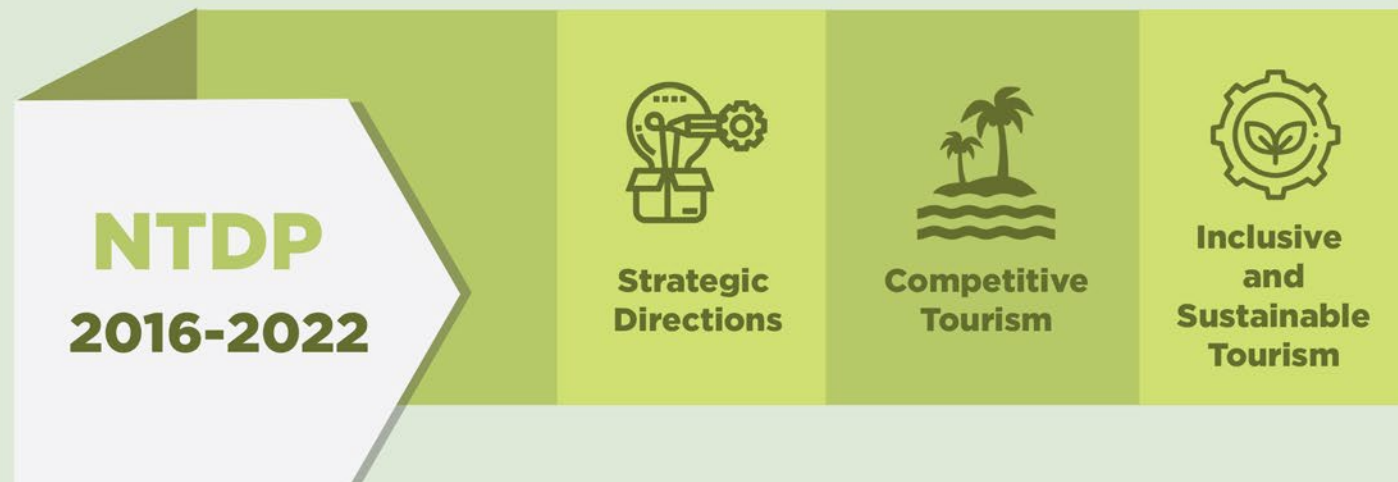 NTDP
2016-2022
Strategic
Directions
Competitive
Tourism
Inclusive
and
Sustainable
Tourism